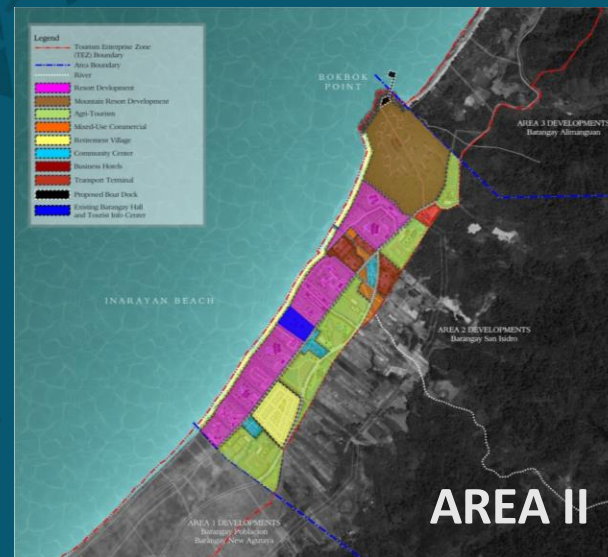 Legend
Tourism Enterprise Zone
(TEZ) Boundary
Area Boundary
River
Resort Devlopment
Mountain Resort Development
Agri-Tourism
Mixed-Use Commercial
Retirement Village
Community Center
Business Hotels
Transport Terminal
Proposed Boat Dock
Existing Barangay Hall
and Tourist Info Center
BOKBOK
POINT
AREA 3 DEVELOPMENTS
Barangay Alimanguan
INARAYAN BEACH
AREA 2 DEVELOPMENTS
Barangay San Isidro
AREA 1 DEVELOPMENTS
Barangay Poblacion
Barangay New Agutaya
AREA II